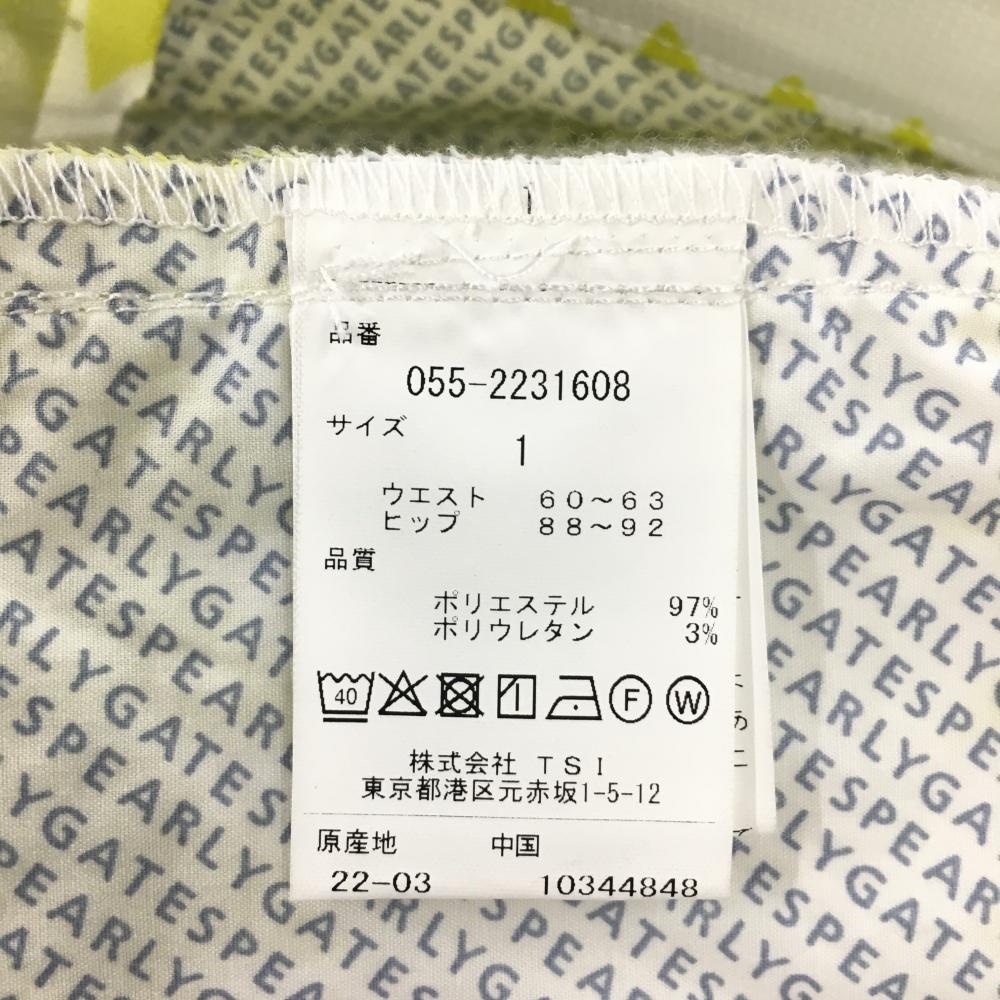 PEARLYGATES
1
品番
055-2231608
サイズ
1
ウエスト 60～63
ヒップ 88～92
品質
ポリエステル 97%
ポリウレタン 3%
40 F W
株式会社 TSI
東京都港区元赤坂1-5-12
原産地 中国
22-03 10344848